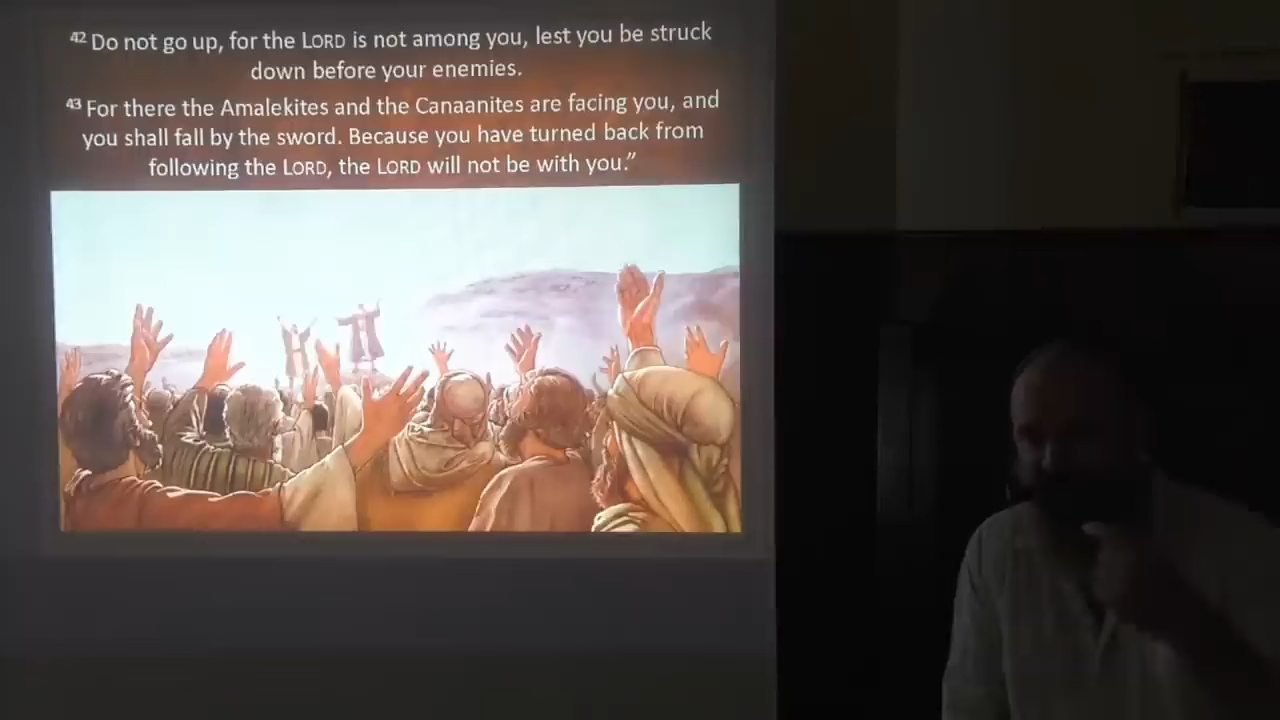 42 Do not go up, for the LORD is not among you, lest you be struck
down before your enemies.
43 For there the Amalekites and the Canaanites are facing you, and
you shall fall by the sword. Because you have turned back from
following the LORD, the LORD will not be with you.”